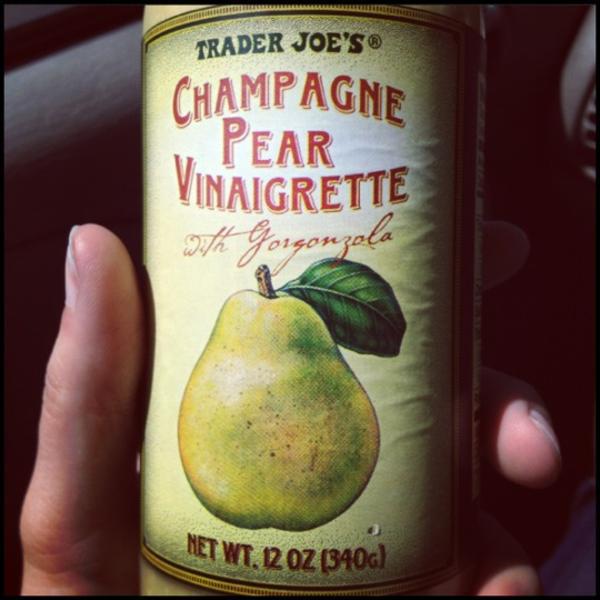 TRADER JOE'S®
CHAMPAGNE
PEAR
VINAIGRETTE
with Gorgonzola
NET WT. 12 OZ (340G)